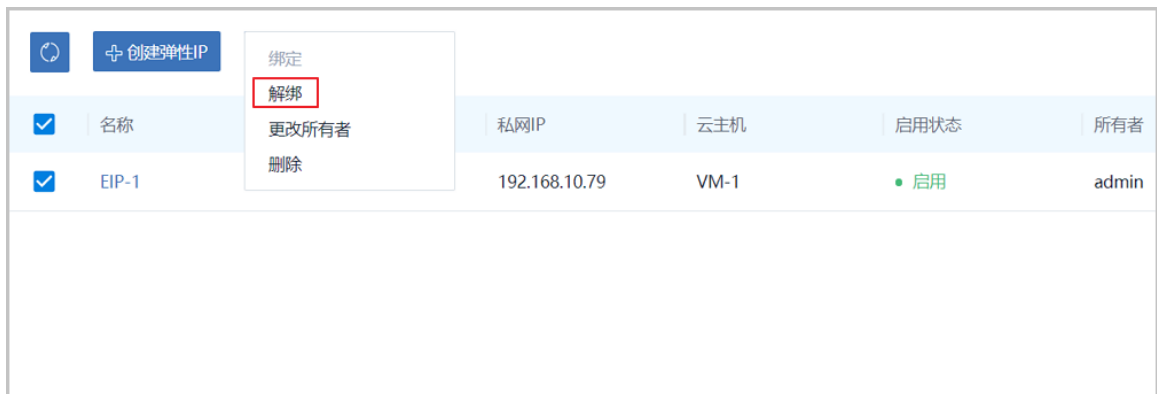 创建弹性IP
绑定
解绑
更改所有者
删除
名称 私网IP 云主机 启用状态 所有者
EIP-1 192.168.10.79 VM-1 启用 admin